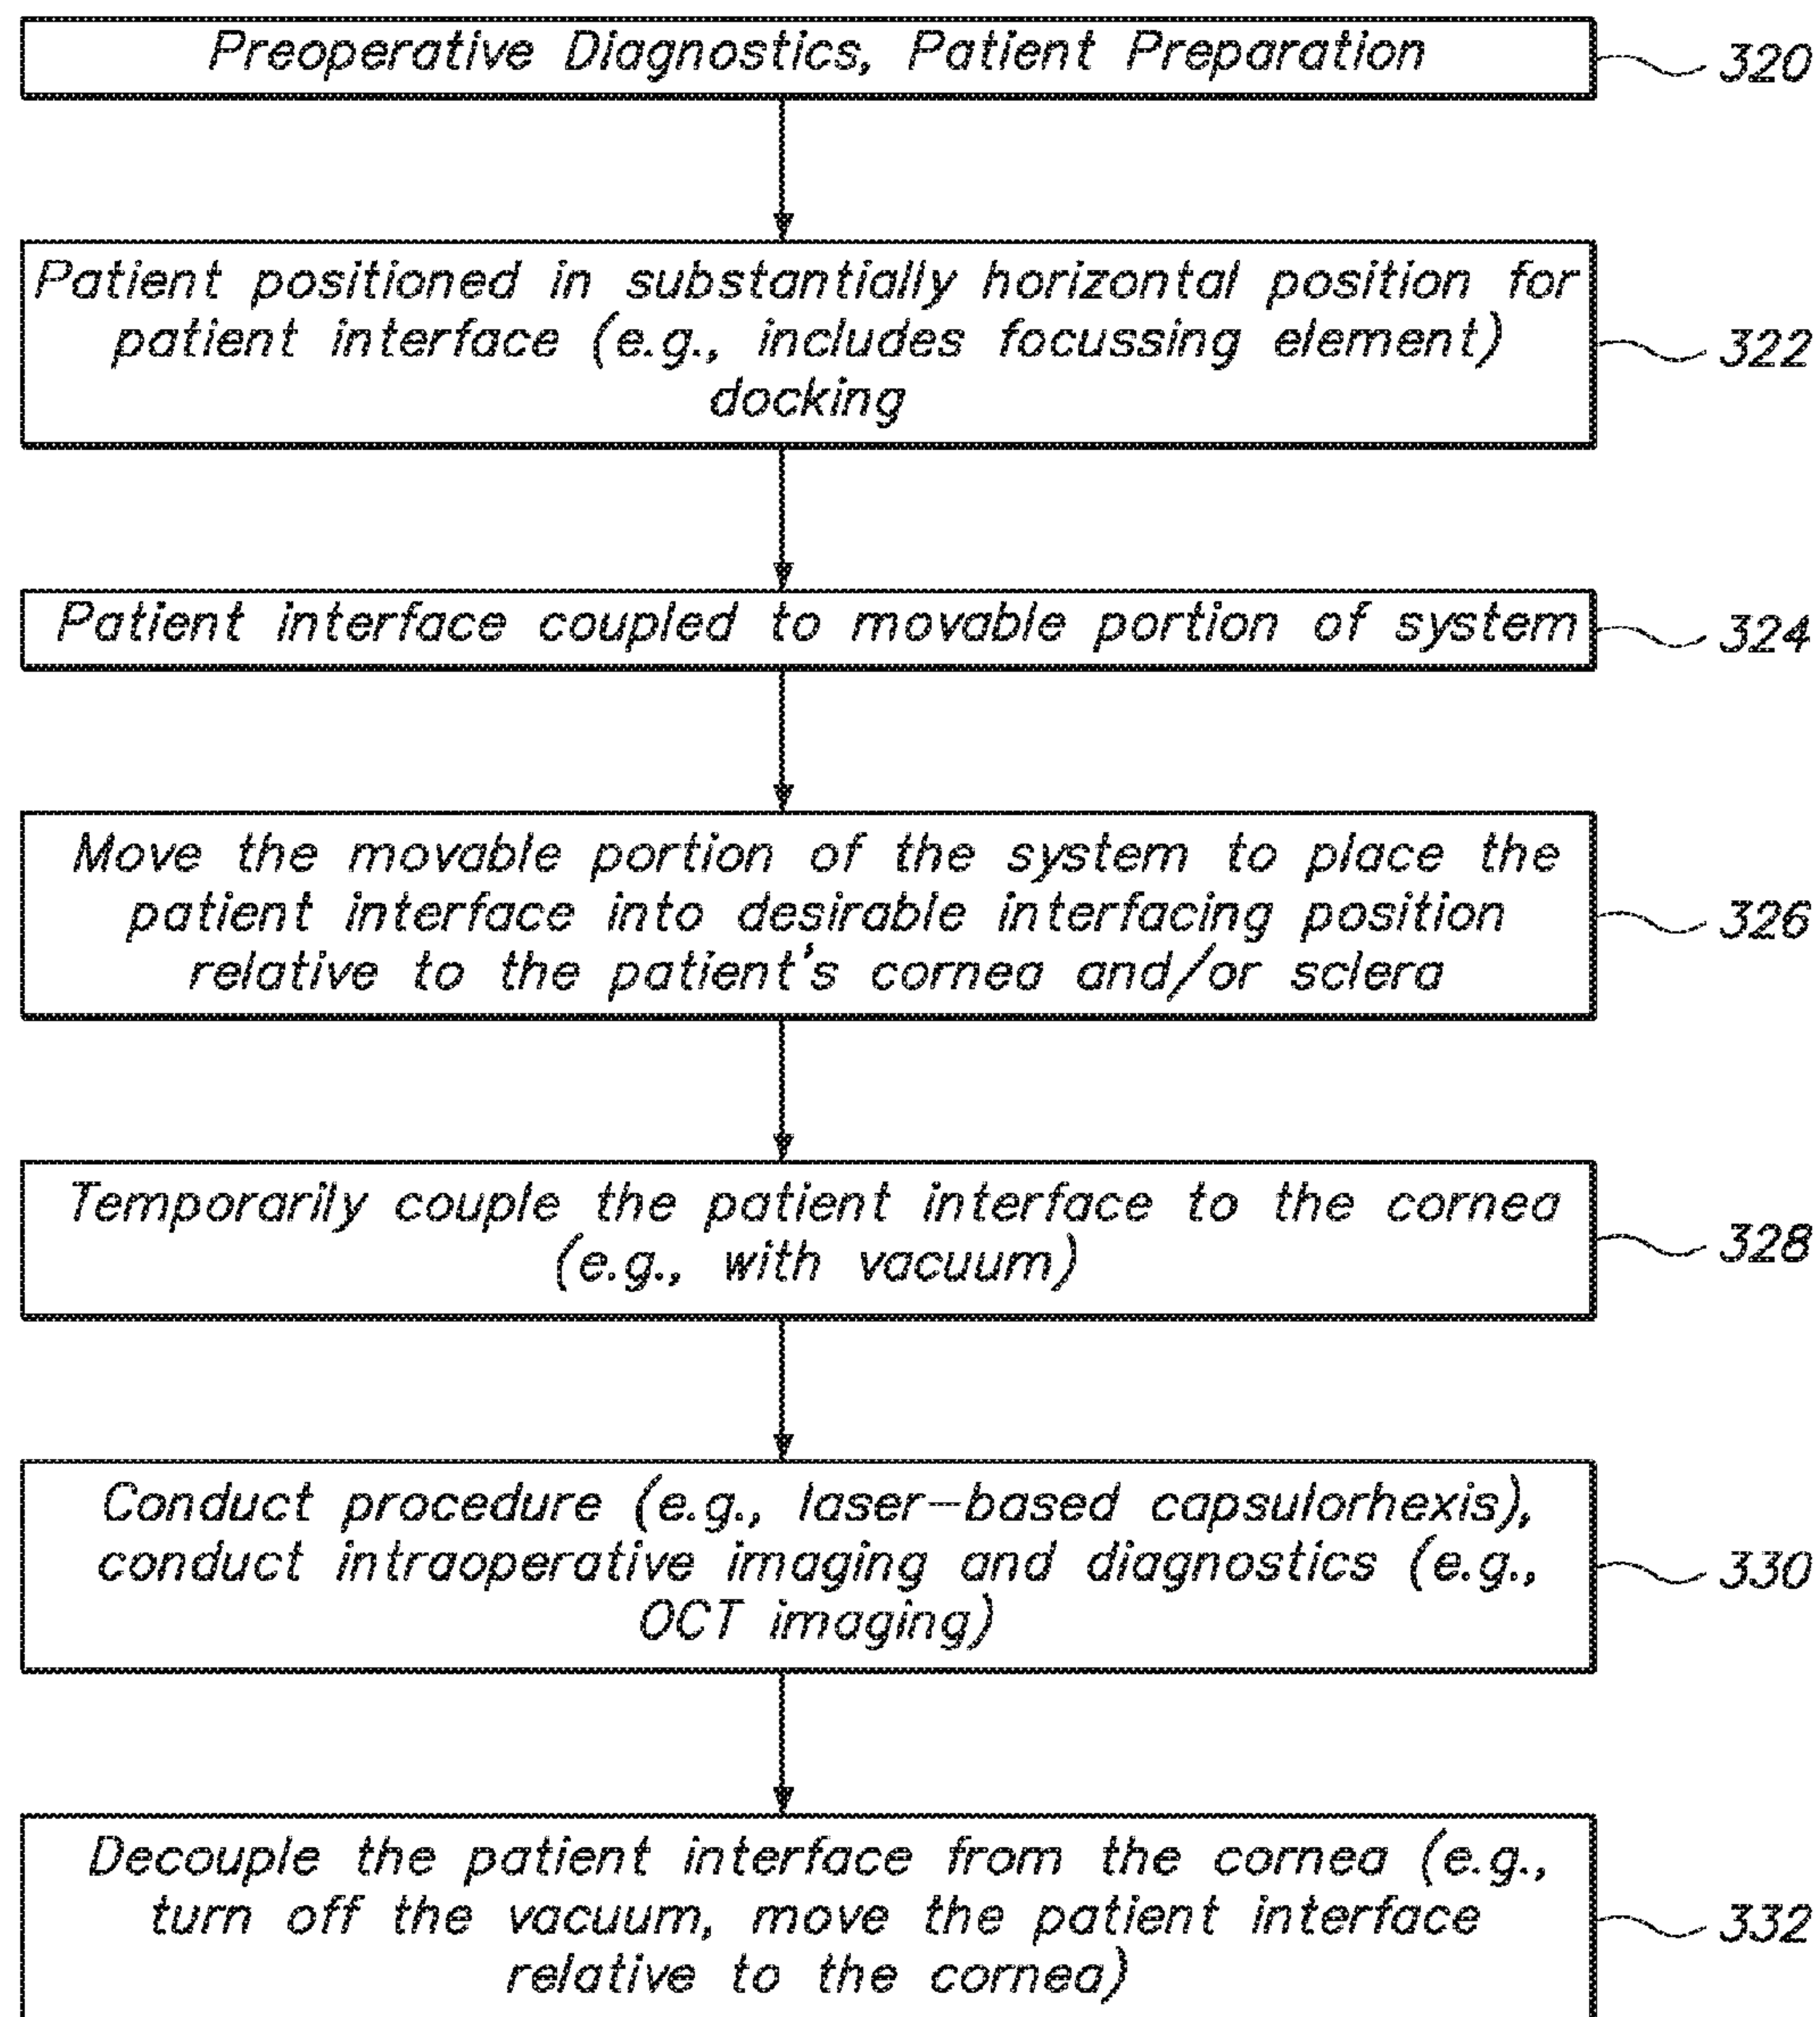 Preoperative Diagnostics, Patient Preparation
320
Patient positioned in substantially horizontal position for
patient interface (e.g., includes focussing element)
docking
322
Patient interface coupled to movable portion of system
324
Move the movable portion of the system to place the
patient interface into desirable interfacing position
relative to the patient's cornea and/or sclera
326
Temporarily couple the patient interface to the cornea
(e.g., with vacuum)
328
Conduct procedure (e.g., laser-based capsulorhexis),
conduct intraoperative imaging and diagnostics (e.g.,
OCT imaging)
330
Decouple the patient interface from the cornea (e.g.,
turn off the vacuum, move the patient interface
relative to the cornea)
332